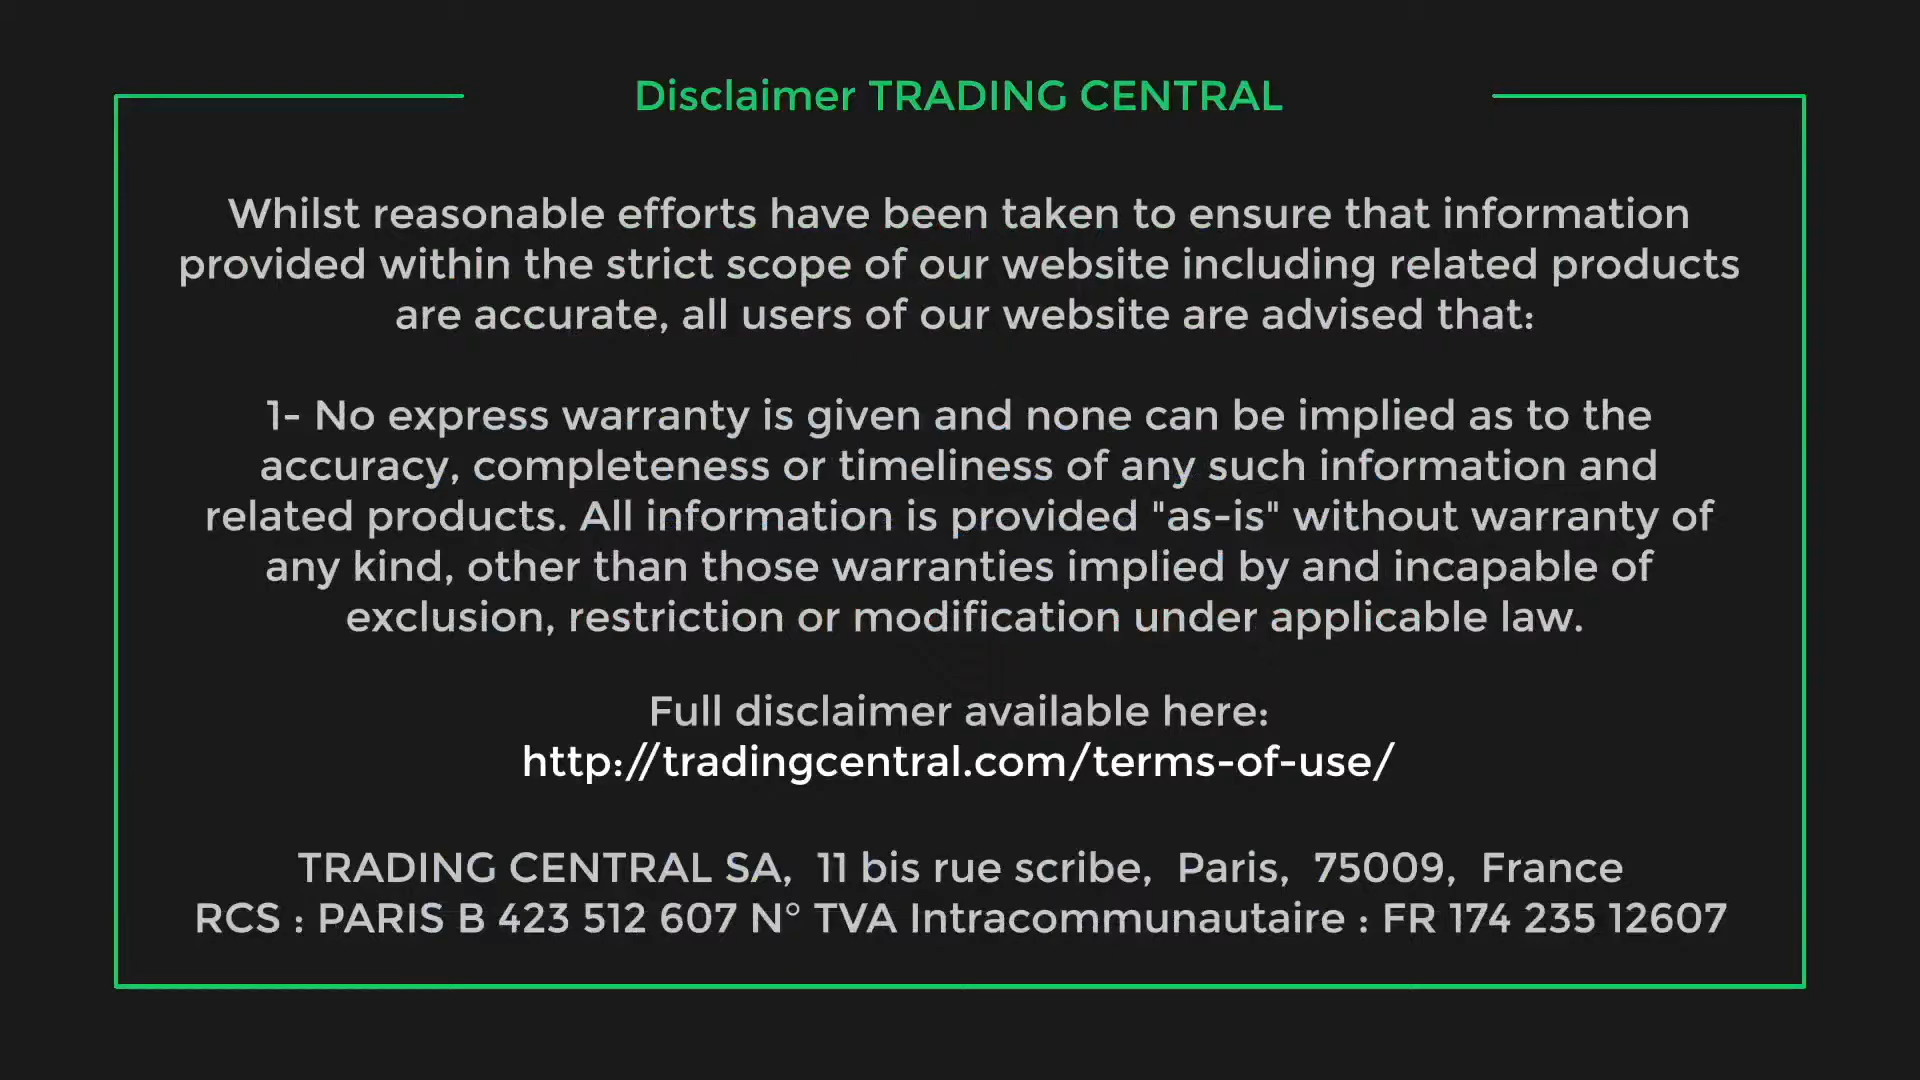 Disclaimer TRADING CENTRAL
Whilst reasonable efforts have been taken to ensure that information
provided within the strict scope of our website including related products
are accurate, all users of our website are advised that:
1- No express warranty is given and none can be implied as to the
accuracy, completeness or timeliness of any such information and
related products. All information is provided "as-is" without warranty of
any kind, other than those warranties implied by and incapable of
exclusion, restriction or modification under applicable law.
Full disclaimer available here:
http://tradingcentral.com/terms-of-use/
TRADING CENTRAL SA, 11 bis rue scribe, Paris, 75009, France
RCS : PARIS B 423 512 607 N° TVA Intracommunautaire : FR 174 235 12607